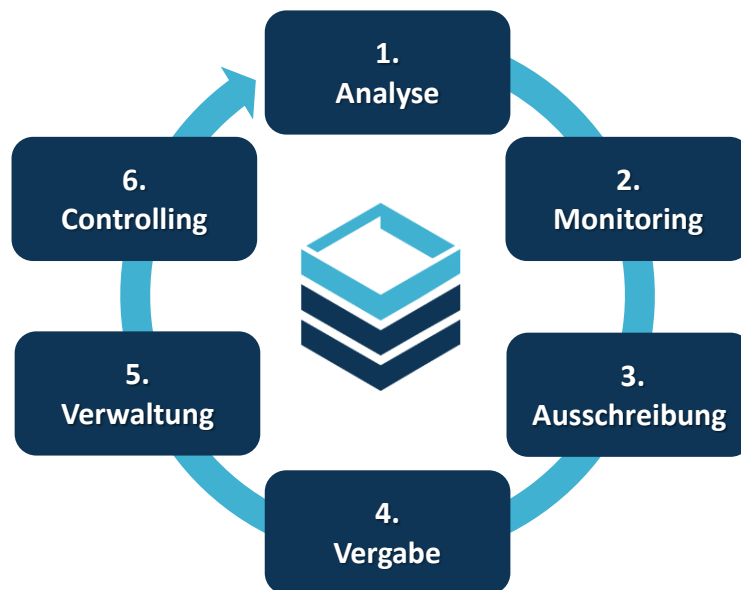 1.
Analyse
2.
Monitoring
3.
Ausschreibung
4.
Vergabe
5.
Verwaltung
6.
Controlling